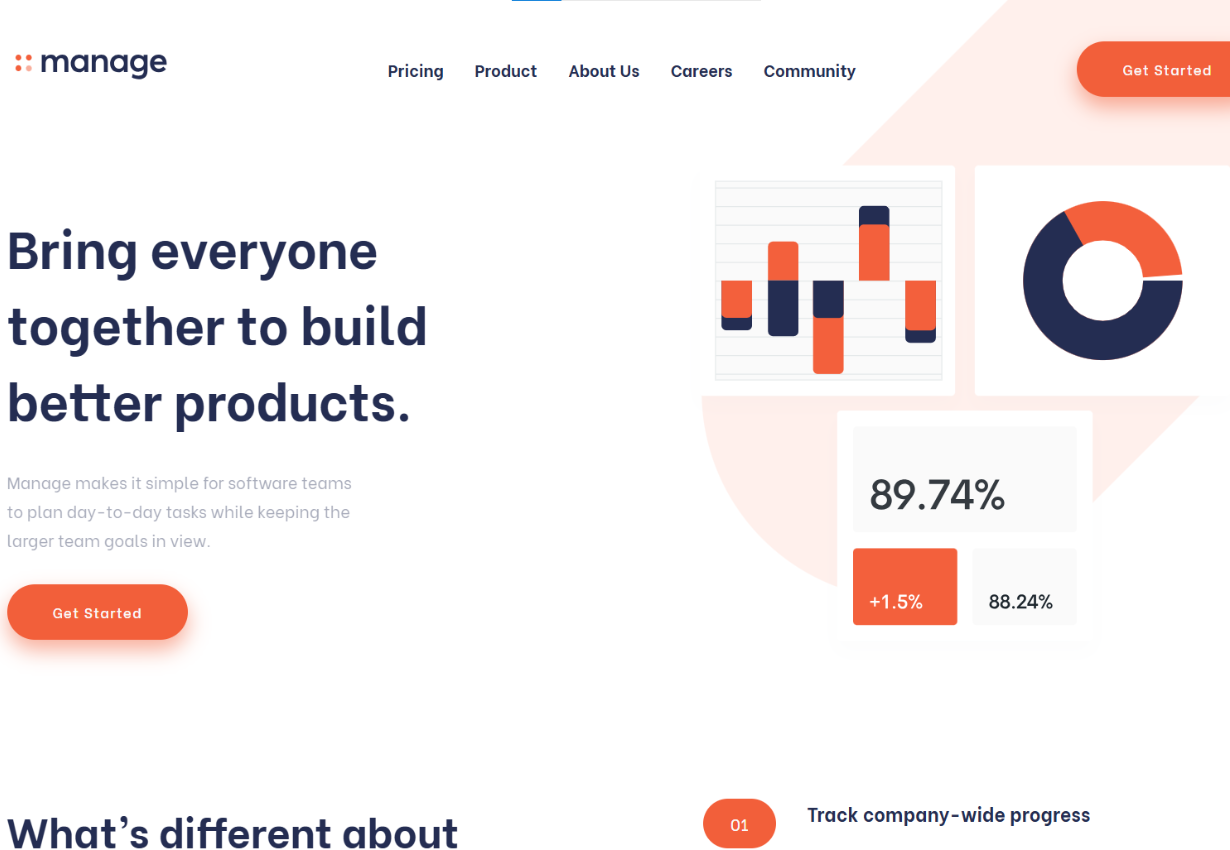 manage
Pricing Product About Us Careers Community
Get Started
Bring everyone
together to build
better products.
Manage makes it simple for software teams
to plan day-to-day tasks while keeping the
larger team goals in view.
Get Started
89.74%
+1.5% 88.24%
What's different about
01 Track company-wide progress